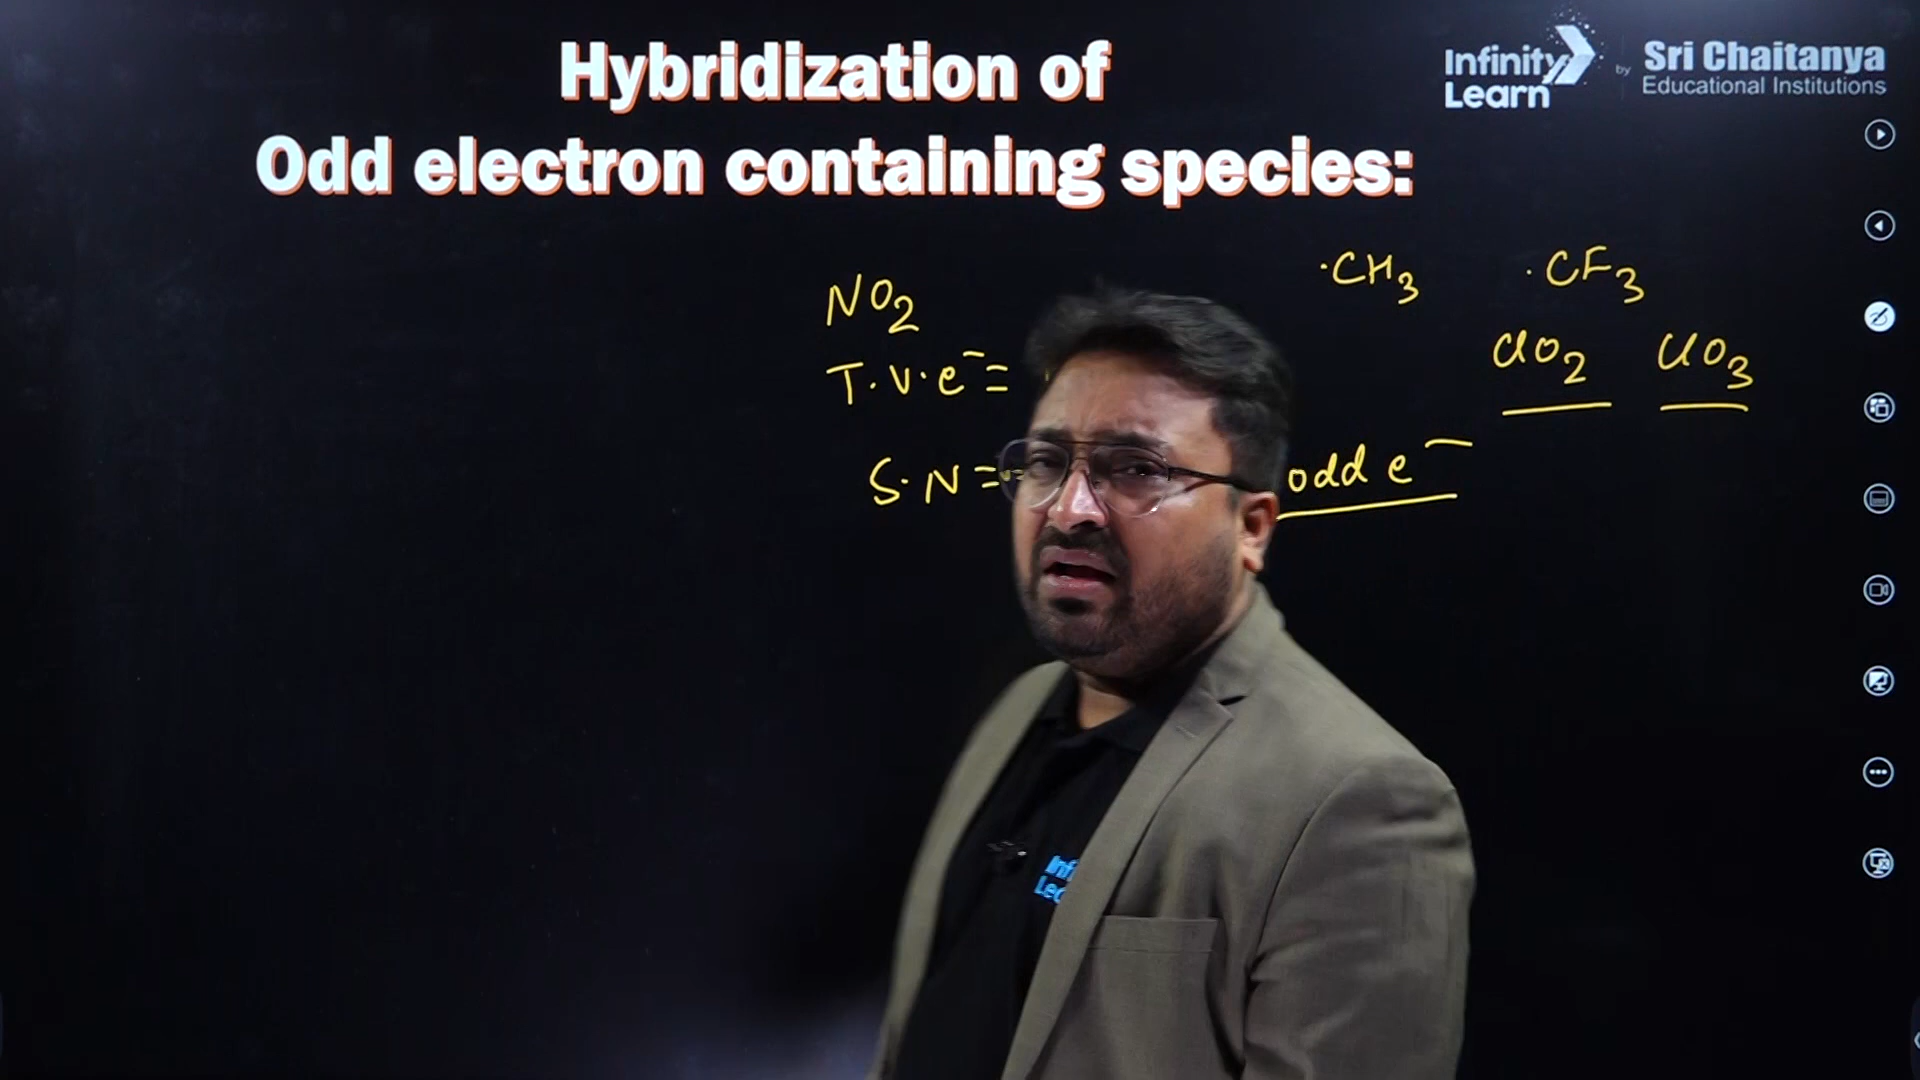 Hybridization of
Odd electron containing species:
Infinity Learn by Sri Chaitanya Educational Institutions
NO2
·CH3 ·CF3
T.V.e⁻=
ClO2 ClO3
S.N= odd e⁻